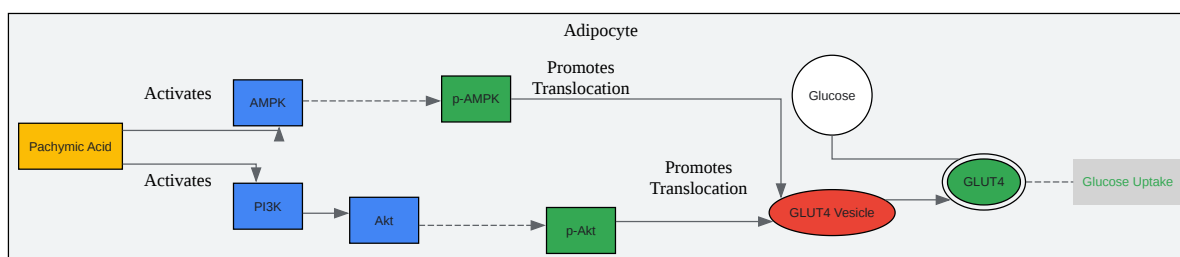 Adipocyte
Promotes
Translocation
Activates
AMPK
p-AMPK
Glucose
Pachymic Acid
Activates
Promotes
Translocation
GLUT4
Glucose Uptake
PI3K
Akt
p-Akt
GLUT4 Vesicle